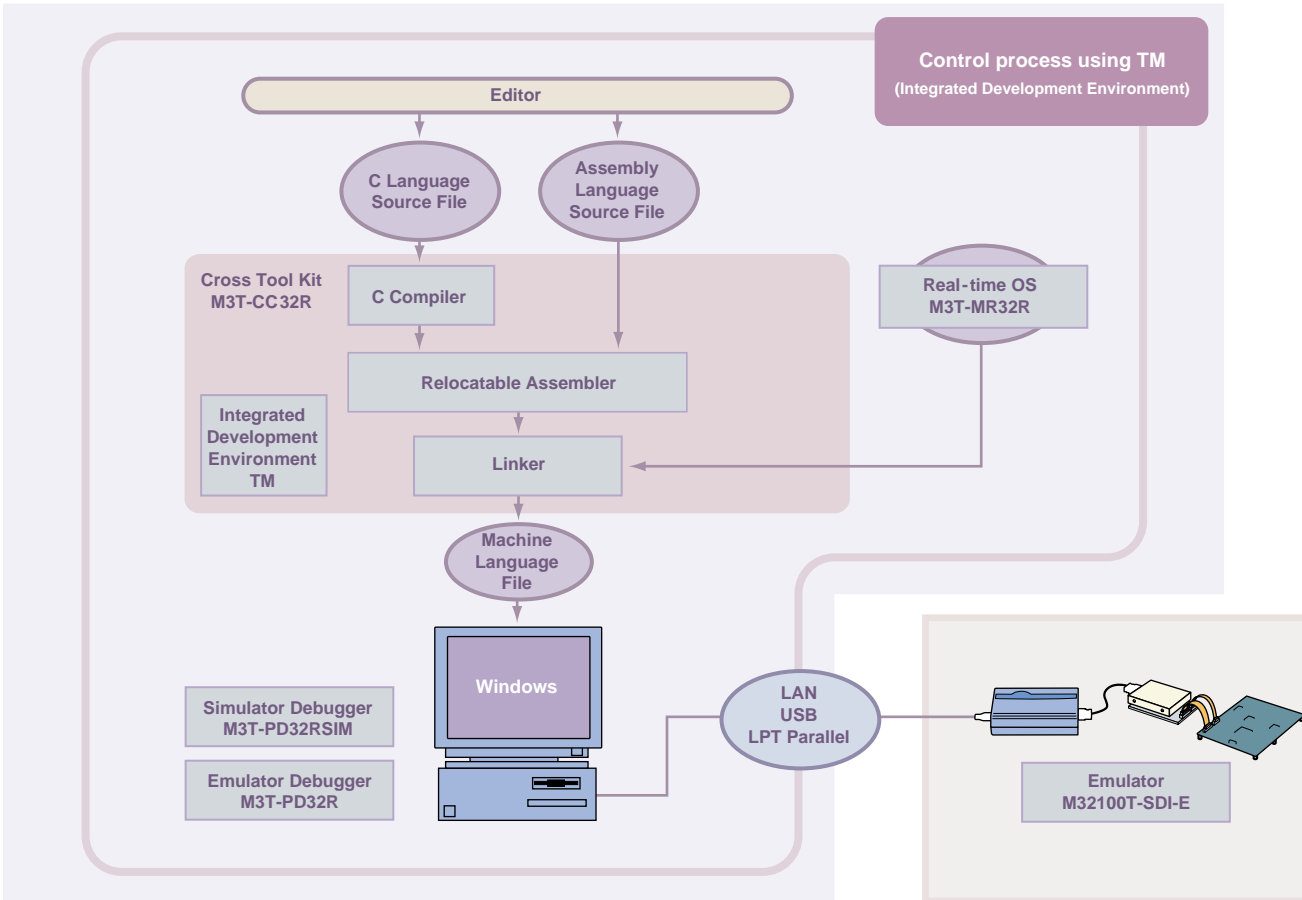 Control process using TM
(Integrated Development Environment)
Editor
C Language
Source File
Assembly
Language
Source File
Cross Tool Kit
M3T-CC32R
C Compiler
Real-time OS
M3T-MR32R
Relocatable Assembler
Integrated
Development
Environment
TM
Linker
Machine
Language
File
Windows
Simulator Debugger
M3T-PD32RSIM
Emulator Debugger
M3T-PD32R
LAN
USB
LPT Parallel
Emulator
M32100T-SDI-E